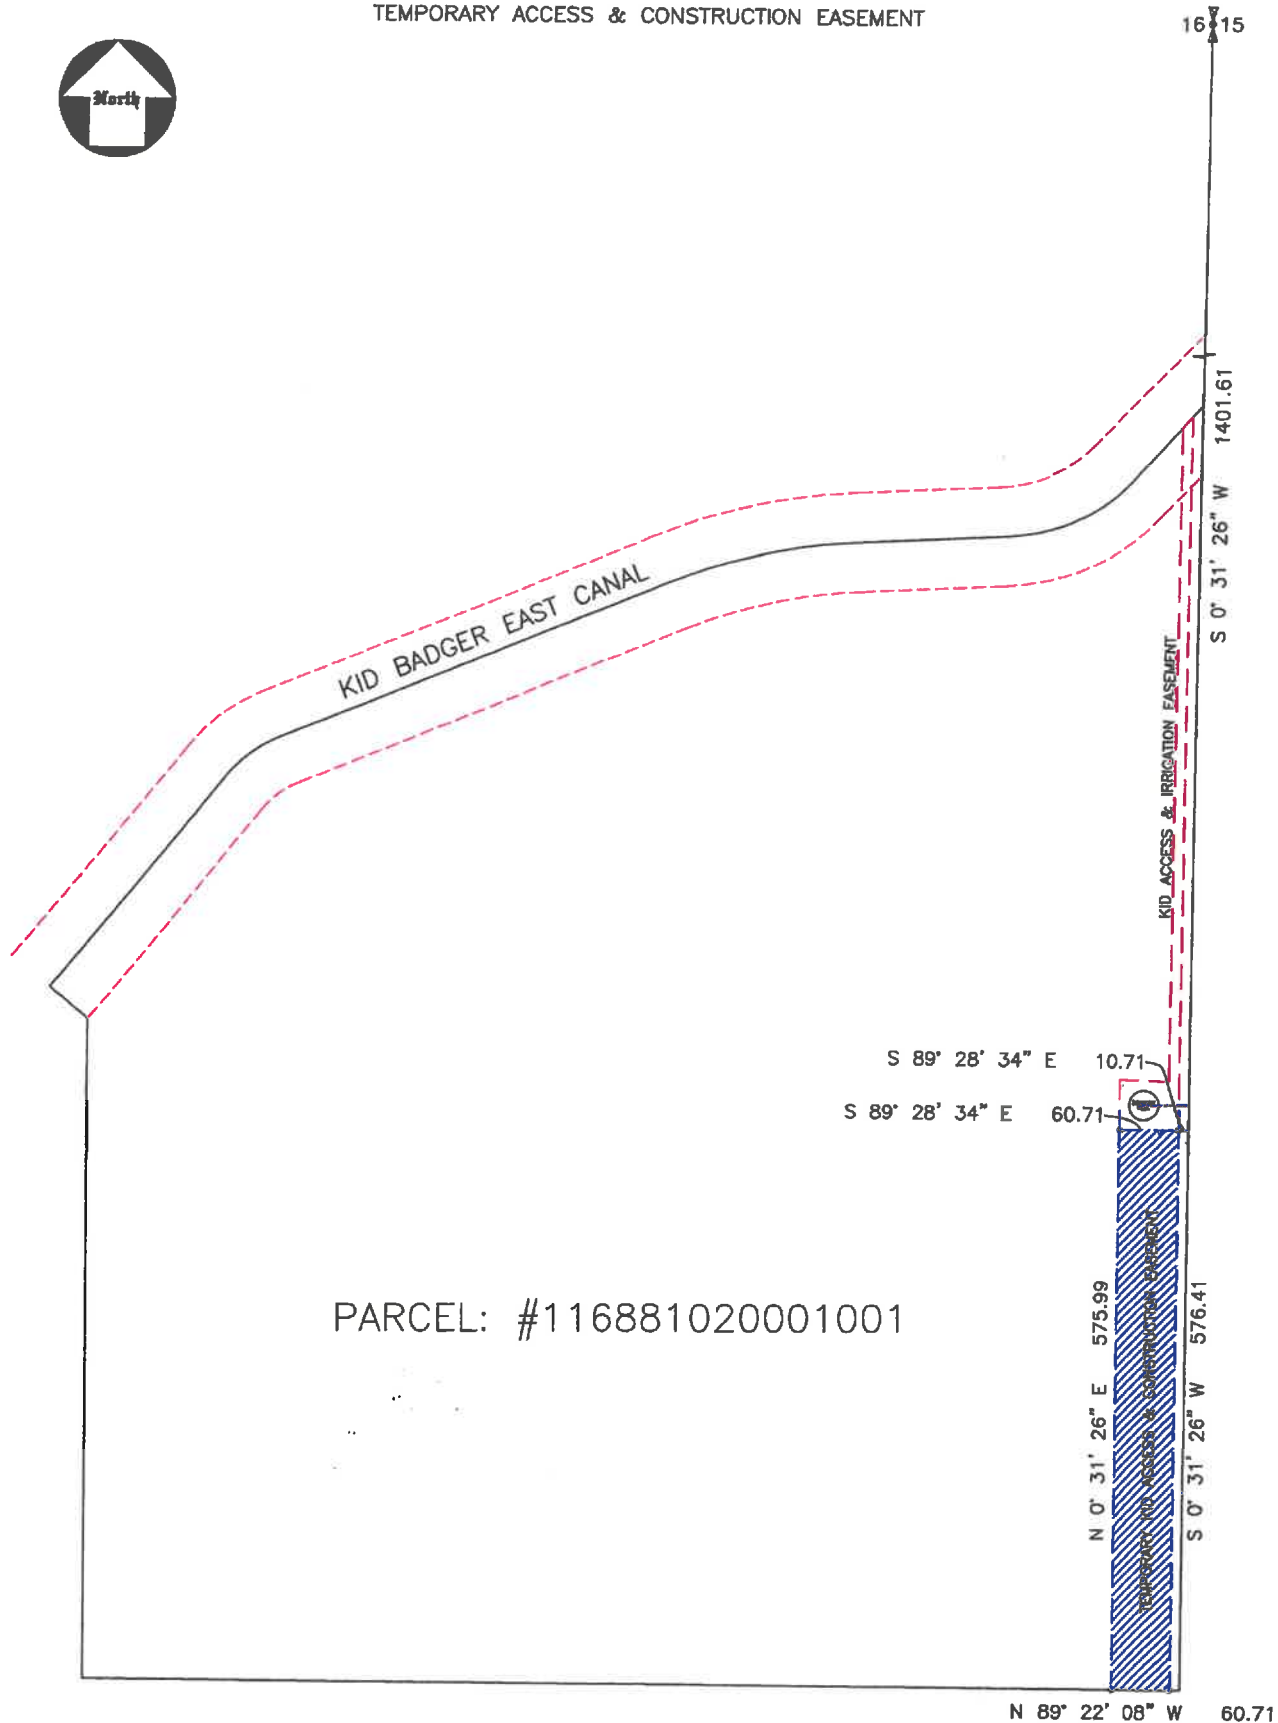 TEMPORARY ACCESS & CONSTRUCTION EASEMENT
16 15
North
S 0° 31' 26" W 1401.61
KID BADGER EAST CANAL
KID ACCESS & IRRIGATION EASEMENT
S 89° 28' 34" E 10.71
S 89° 28' 34" E 60.71
PARCEL: #116881020001001
N 0° 31' 26" E 575.99
TEMPORARY KID ACCESS & CONSTRUCTION EASEMENT
S 0° 31' 26" W 576.41
N 89° 22' 08" W 60.71